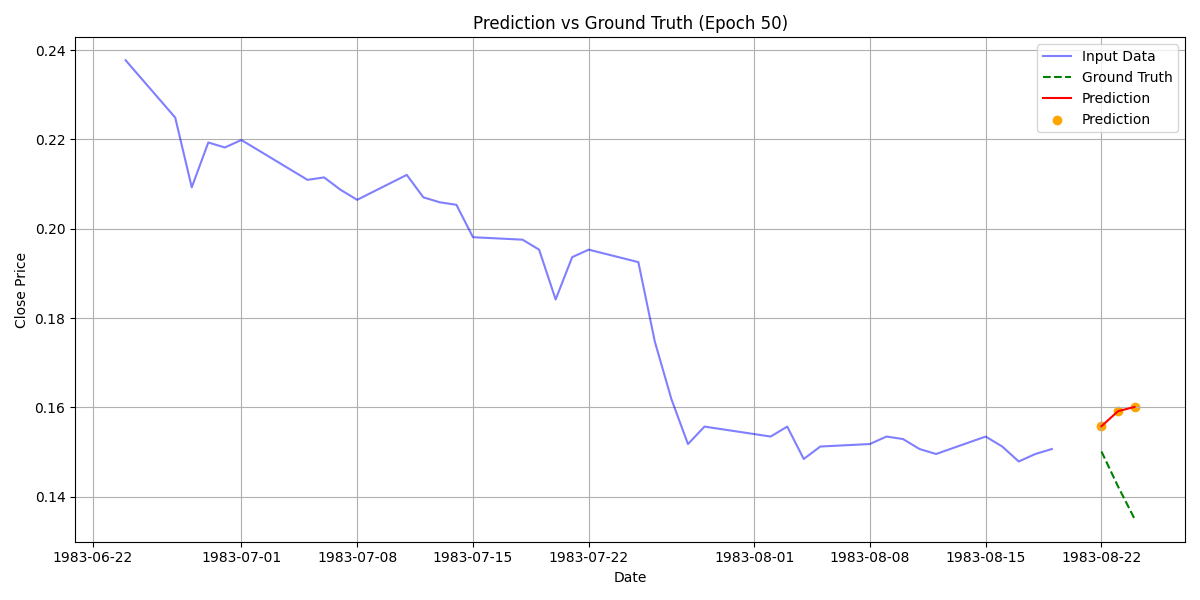 Prediction vs Ground Truth (Epoch 50)
Input Data
Ground Truth
Prediction
Prediction
Close Price
0.24
0.22
0.20
0.18
0.16
0.14
1983-06-22 1983-07-01 1983-07-08 1983-07-15 1983-07-22 1983-08-01 1983-08-08 1983-08-15 1983-08-22
Date